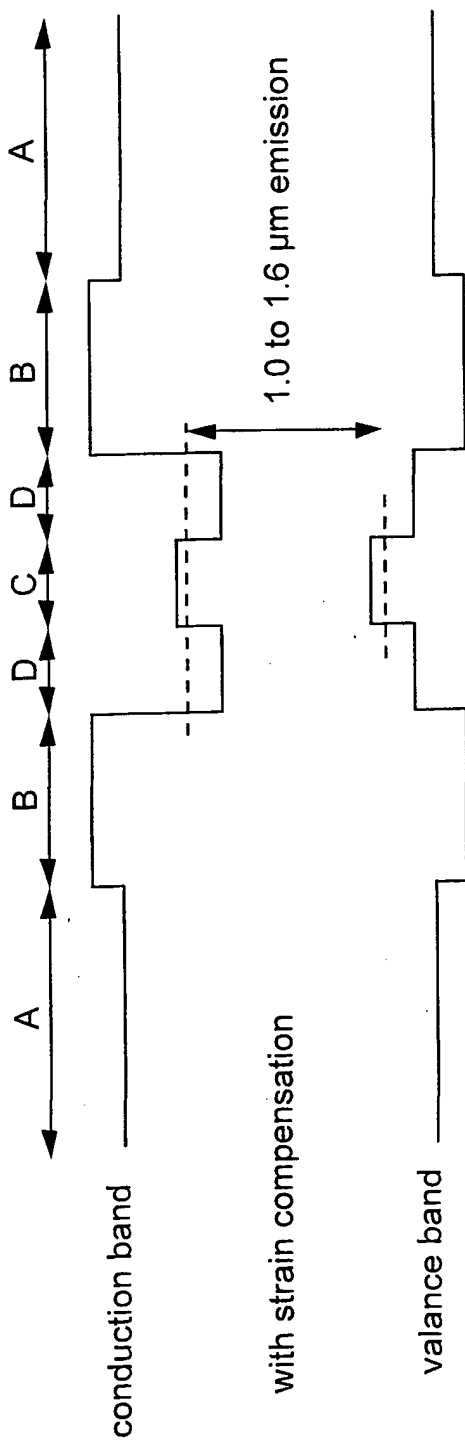 A B D C D B A
conduction band
1.0 to 1.6 µm emission
with strain compensation
valance band